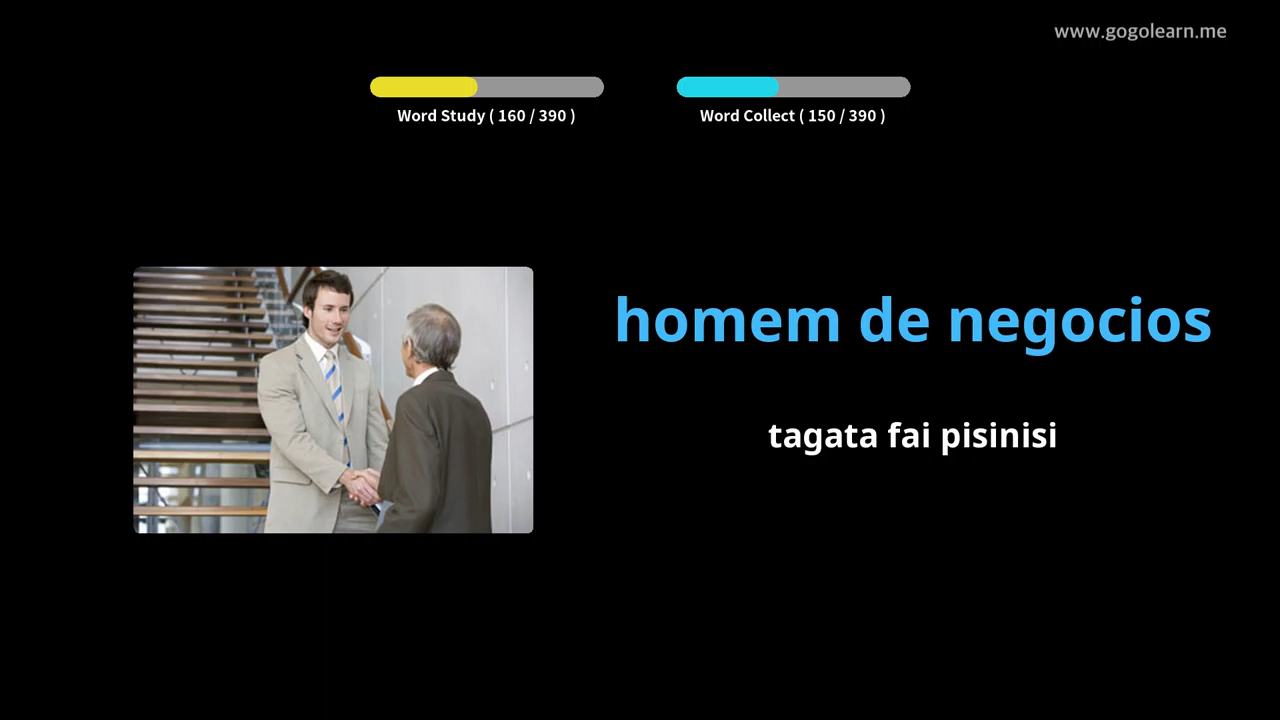 www.gogolearn.me
Word Study ( 160 / 390 )
Word Collect ( 150 / 390 )
homem de negocios
tagata fai pisinisi